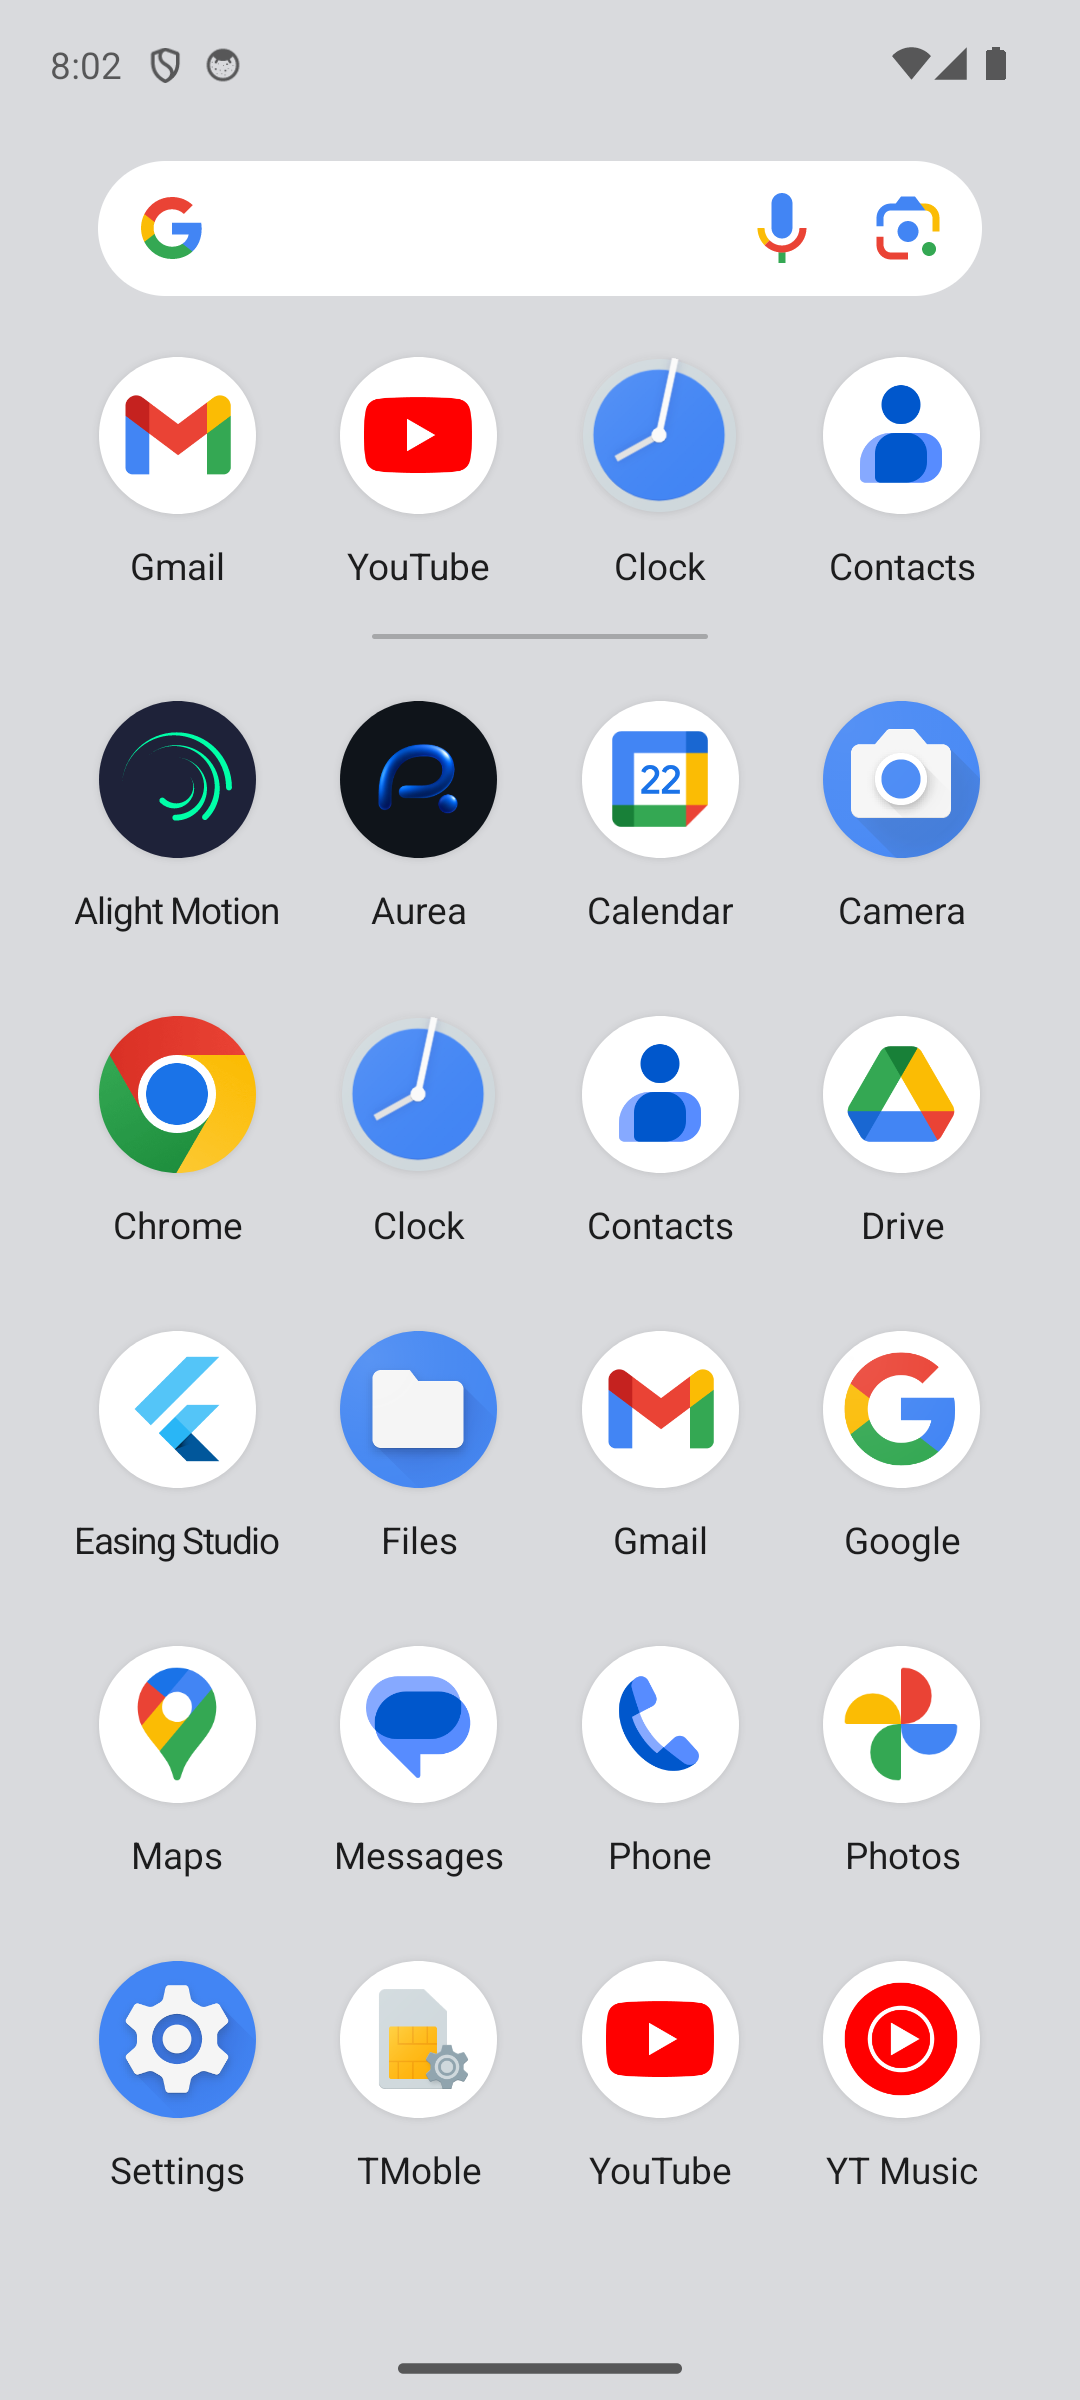 8:02
Gmail YouTube Clock Contacts
22
Alight Motion Aurea Calendar Camera
Chrome Clock Contacts Drive
Easing Studio Files Gmail Google
Maps Messages Phone Photos
Settings TMoble YouTube YT Music